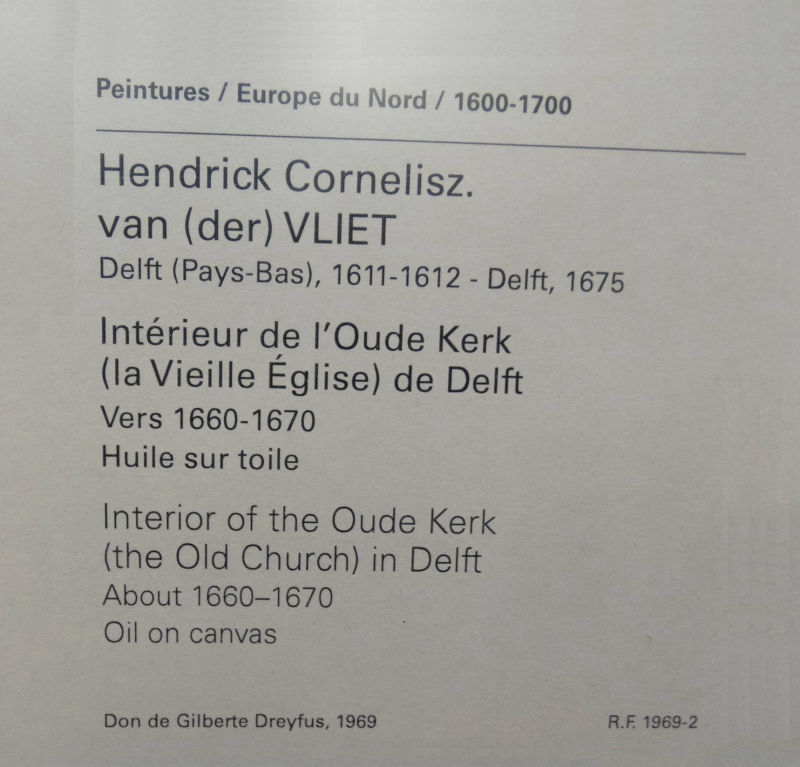 Peintures / Europe du Nord / 1600-1700
Hendrick Cornelisz.
van (der) VLIET
Delft (Pays-Bas), 1611-1612 - Delft, 1675
Intérieur de l'Oude Kerk
(la Vieille Église) de Delft
Vers 1660-1670
Huile sur toile
Interior of the Oude Kerk
(the Old Church) in Delft
About 1660–1670
Oil on canvas
Don de Gilberte Dreyfus, 1969
R.F. 1969-2